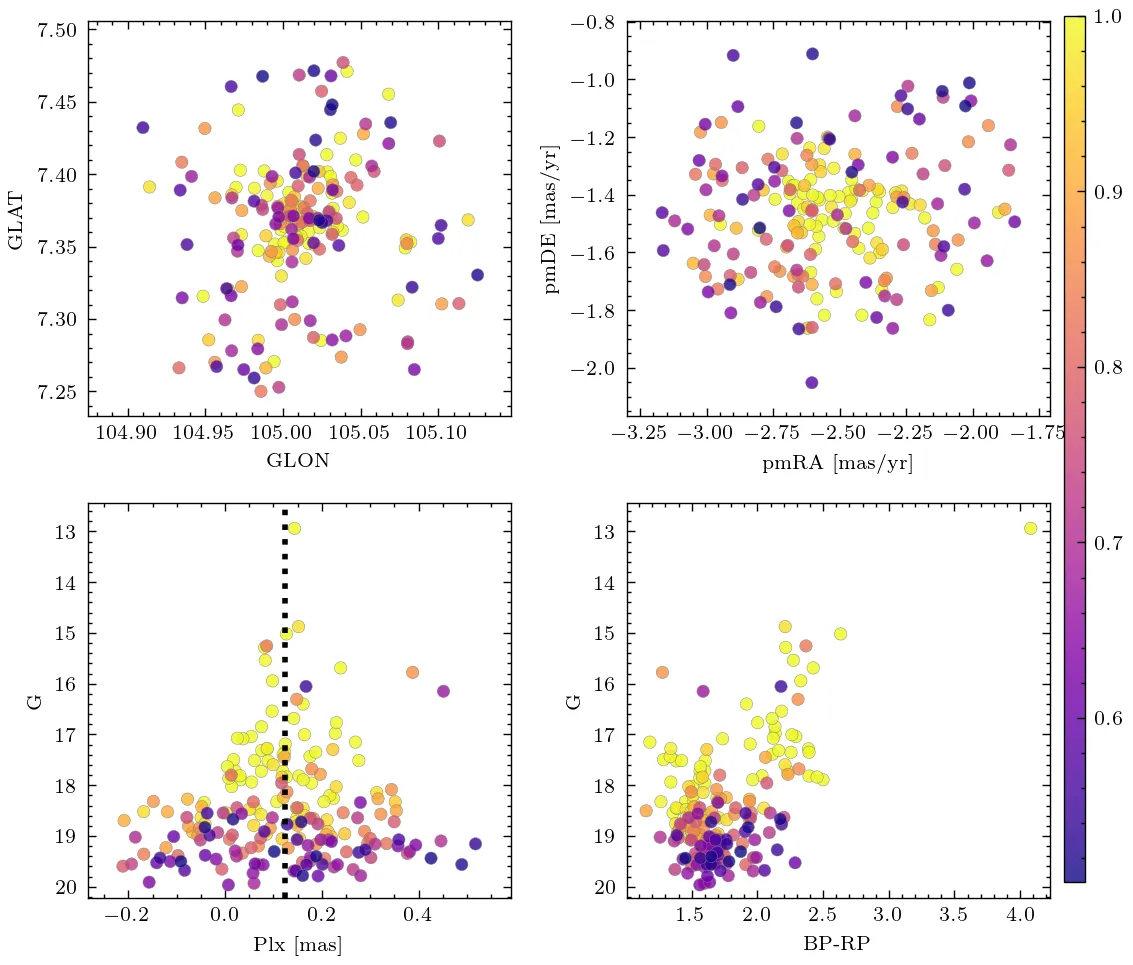 7.50
7.45
7.40
7.35
7.30
7.25
GLAT
104.90 104.95 105.00 105.05 105.10
GLON
−0.8
−1.0
−1.2
−1.4
−1.6
−1.8
−2.0
pmDE [mas/yr]
−3.25 −3.00 −2.75 −2.50 −2.25 −2.00 −1.75
pmRA [mas/yr]
1.0
0.9
0.8
0.7
0.6
13
14
15
16
17
18
19
20
G
−0.2 0.0 0.2 0.4
Plx [mas]
13
14
15
16
17
18
19
20
G
1.5 2.0 2.5 3.0 3.5 4.0
BP-RP